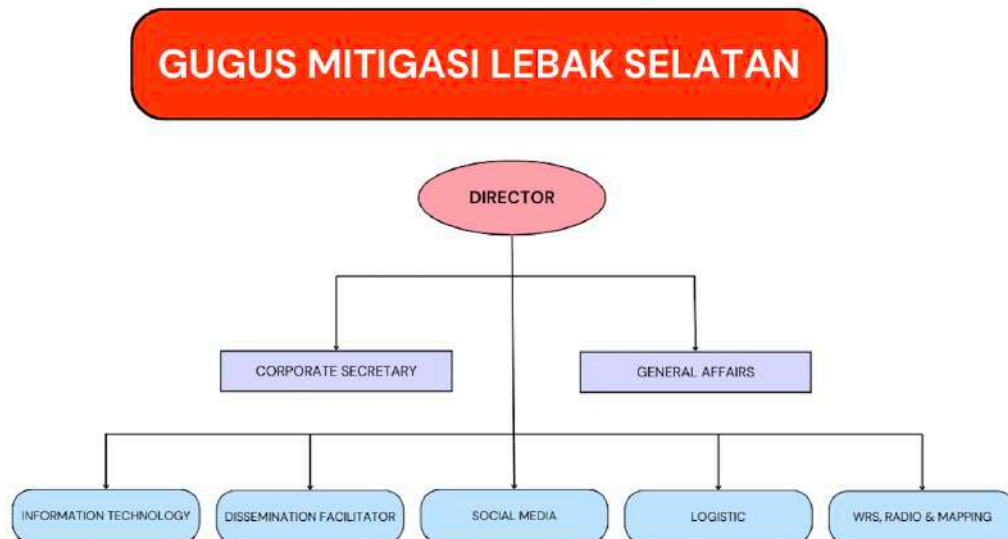 GUGUS MITIGASI LEBAK SELATAN
DIRECTOR
CORPORATE SECRETARY
GENERAL AFFAIRS
INFORMATION TECHNOLOGY
DISSEMINATION FACILITATOR
SOCIAL MEDIA
LOGISTIC
WRS, RADIO & MAPPING